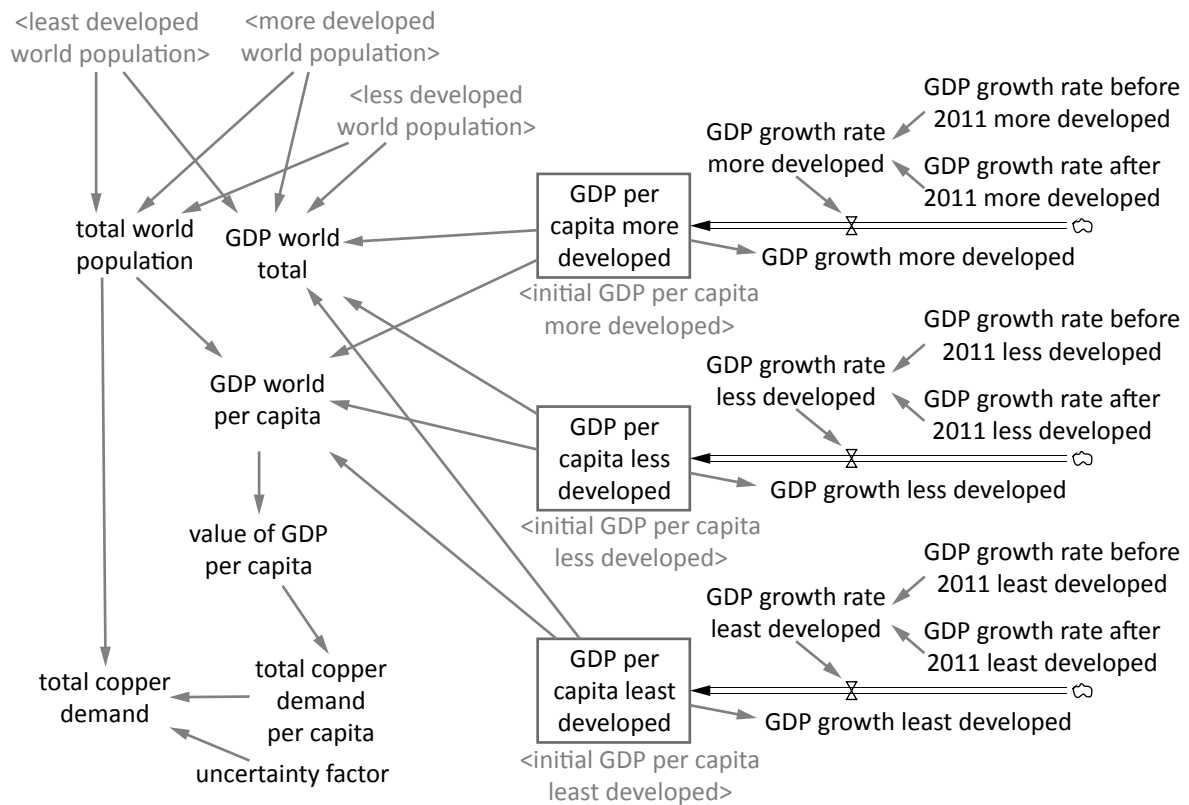 <least developed
world population>
<more developed
world population>
<less developed
world population>
GDP growth rate before
2011 more developed
GDP growth rate
more developed
GDP growth rate after
2011 more developed
GDP per
capita more
developed
total world
population
GDP world
total
GDP growth more developed
<initial GDP per capita
more developed>
GDP growth rate before
2011 less developed
GDP growth rate
less developed
GDP world
per capita
GDP growth rate after
2011 less developed
GDP per
capita less
developed
GDP growth less developed
<initial GDP per capita
less developed>
value of GDP
per capita
GDP growth rate before
2011 least developed
GDP growth rate
least developed
GDP growth rate after
2011 least developed
GDP per
capita least
developed
total copper
demand
total copper
demand
per capita
GDP growth least developed
uncertainty factor
<initial GDP per capita
least developed>